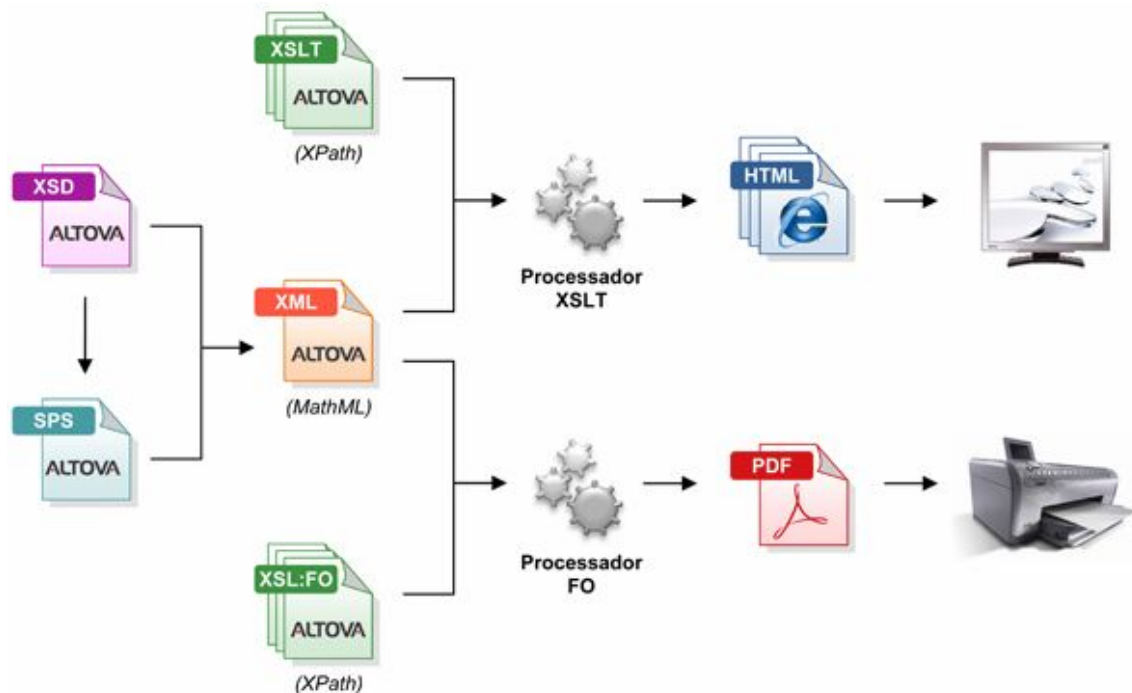 XSLT
ALTOVA
(XPath)
XSD
ALTOVA
HTML
Processador
XSLT
XML
ALTOVA
(MathML)
SPS
ALTOVA
PDF
Processador
FO
XSL:FO
ALTOVA
(XPath)